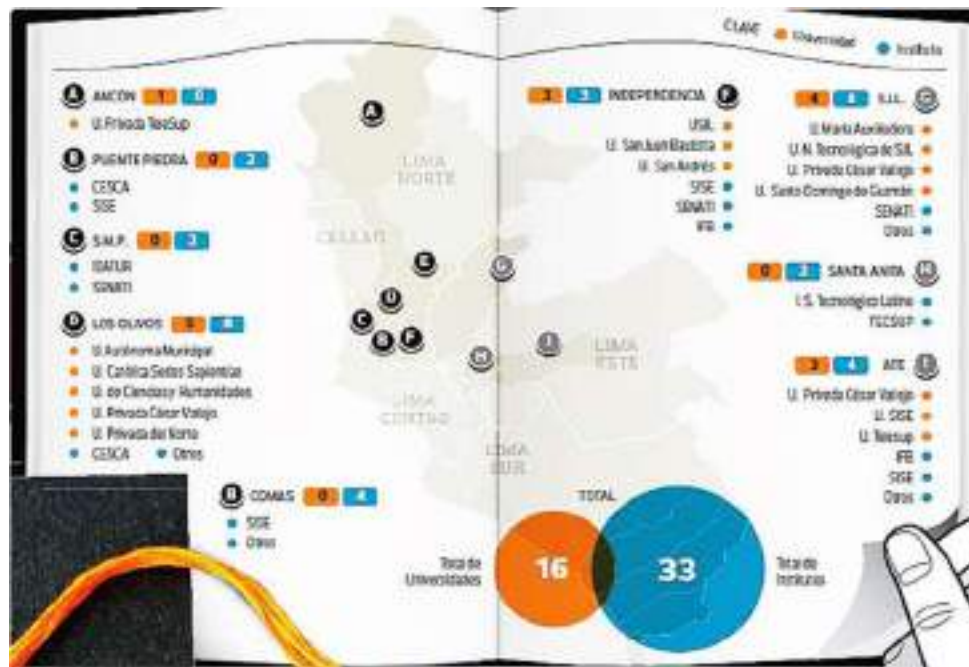 CLAVE Universidad Instituto
A ANCÓN 1 0
U. Privada TeeSup
B PUENTE PIEDRA 0 2
CESCA
SISE
C S.M.P. 0 3
IDATUR
SENATI
D LOS OLIVOS 5
U. Autónoma Municipal
U. Católica Sedes Sapientiae
U. de Ciencias y Humanidades
U. Privada César Vallejo
U. Privada del Norte
CESCA Otros
COMAS 0 4
SISE
Otros
3 3 INDEPENDENCIA F
USIL
U. San Juan Bautista
U. San Andrés
SISE
SENATI
IFB
4 S.J.L. G
U. María Auxiliadora
U. N. Tecnológica de SJL
U. Privada César Vallejo
U. Santo Domingo de Guzmán
SENATI
Otros
0 SANTA ANITA H
I. S. Tecnológico Latino
TECSUP
3 4 ATE
U. Privada César Vallejo
U. SISE
U. Teesup
IFB
SISE
Otros
A
LIMA
NORTE
CALLAO
E
G
D
C
B
F
H
I
LIMA
ESTE
LIMA
CENTRO
LIMA
SUR
TOTAL
Total de
Universidades
16
33
Total de
Institutos